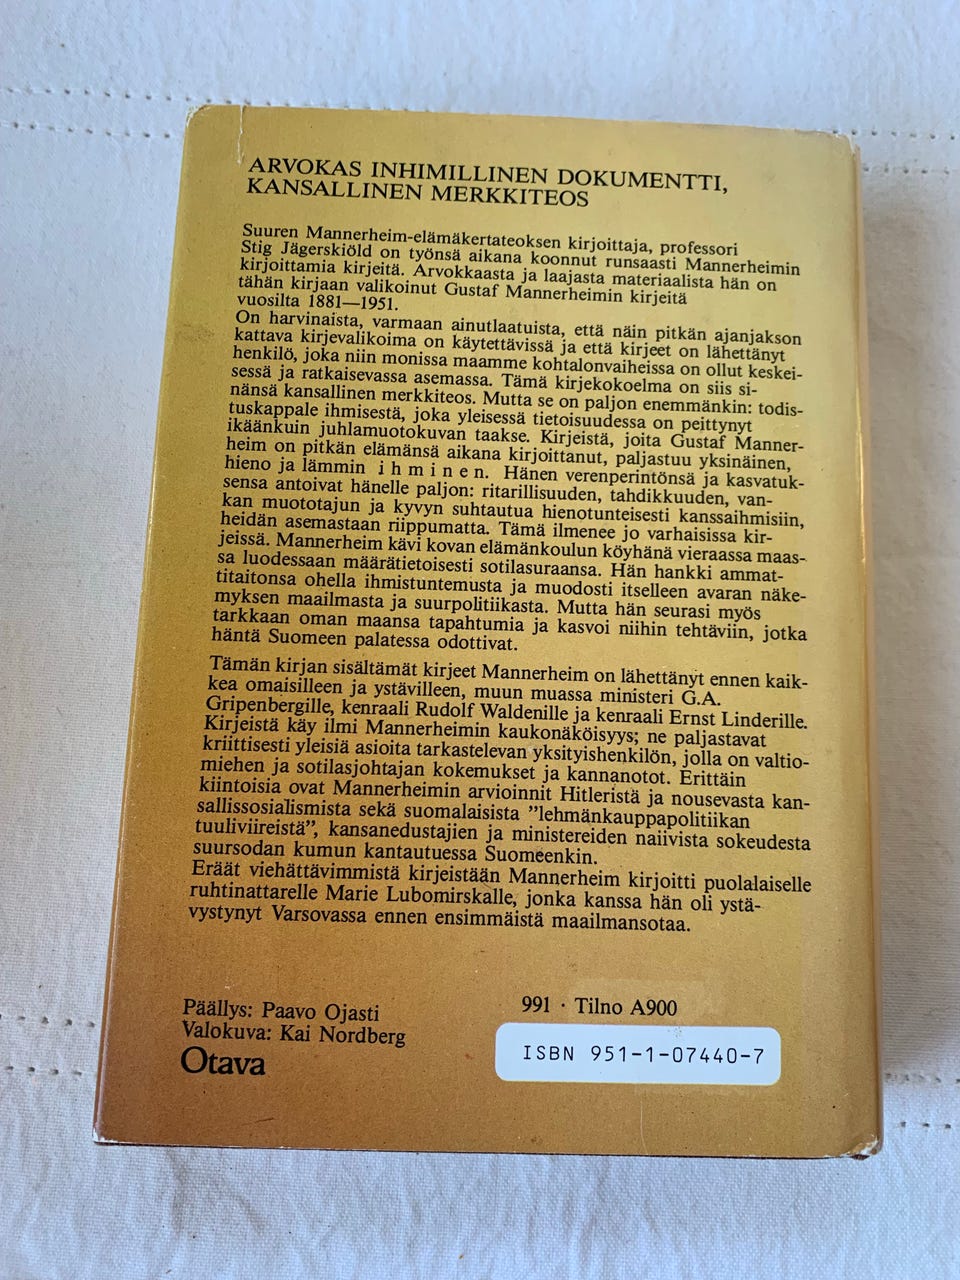 ARVOKAS INHIMILLINEN DOKUMENTTI,
KANSALLINEN MERKKITEOS
Suuren Mannerheim-elämäkertateoksen kirjoittaja, professori
Stig Jägerskiöld on työnsä aikana koonnut runsaasti Mannerheimin
kirjoittamia kirjeitä. Arvokkaasta ja laajasta materiaalista hän on
tähän kirjaan valikoinut Gustaf Mannerheimin kirjeitä
vuosilta 1881—1951.
On harvinaista, varmaan ainutlaatuista, että näin pitkän ajanjakson
kattava kirjevalikoima on käytettävissä ja että kirjeet on lähettänyt
henkilö, joka niin monissa maamme kohtalonvaiheissa on ollut keskei-
sessä ja ratkaisevassa asemassa. Tämä kirjekokoelma on siis si-
nänsä kansallinen merkkiteos. Mutta se on paljon enemmänkin: todis-
tuskappale ihmisestä, joka yleisessä tietoisuudessa on peittynyt
ikäänkuin juhlamuotokuvan taakse. Kirjeistä, joita Gustaf Manner-
heim on pitkän elämänsä aikana kirjoittanut, paljastuu yksinäinen,
hieno ja lämmin i h m i n e n. Hänen verenperintönsä ja kasvatuk-
sensa antoivat hänelle paljon: ritarillisuuden, tahdikkuuden, van-
kan muototajun ja kyvyn suhtautua hienotunteisesti kanssaihmisiin,
heidän asemastaan riippumatta. Tämä ilmenee jo varhaisissa kir-
jeissä. Mannerheim kävi kovan elämänkoulun köyhänä vieraassa maas-
sa luodessaan määrätietoisesti sotilasuraansa. Hän hankki ammat-
titaitonsa ohella ihmistuntemusta ja muodosti itselleen avaran näke-
myksen maailmasta ja suurpolitiikasta. Mutta hän seurasi myös
tarkkaan oman maansa tapahtumia ja kasvoi niihin tehtäviin, jotka
häntä Suomeen palatessa odottivat.
Tämän kirjan sisältämät kirjeet Mannerheim on lähettänyt ennen kaik-
kea omaisilleen ja ystävilleen, muun muassa ministeri G.A.
Gripenbergille, kenraali Rudolf Waldenille ja kenraali Ernst Linderille.
Kirjeistä käy ilmi Mannerheimin kaukonäköisyys; ne paljastavat
kriittisesti yleisiä asioita tarkastelevan yksityishenkilön, jolla on valtio-
miehen ja sotilasjohtajan kokemukset ja kannanotot. Erittäin
kiintoisia ovat Mannerheimin arvioinnit Hitleristä ja nousevasta kan-
sallissosialismista sekä suomalaisista ”lehmänkauppapolitiikan
tuuliviireistä”, kansanedustajien ja ministereiden naiivista sokeudesta
suursodan kumun kantautuessa Suomeenkin.
Eräät viehättävimmistä kirjeistään Mannerheim kirjoitti puolalaiselle
ruhtinattarelle Marie Lubomirskalle, jonka kanssa hän oli ystä-
vystynyt Varsovassa ennen ensimmäistä maailmansotaa.
Päällys: Paavo Ojasti
Valokuva: Kai Nordberg
Otava
991 · Tilno A900
ISBN 951-1-07440-7